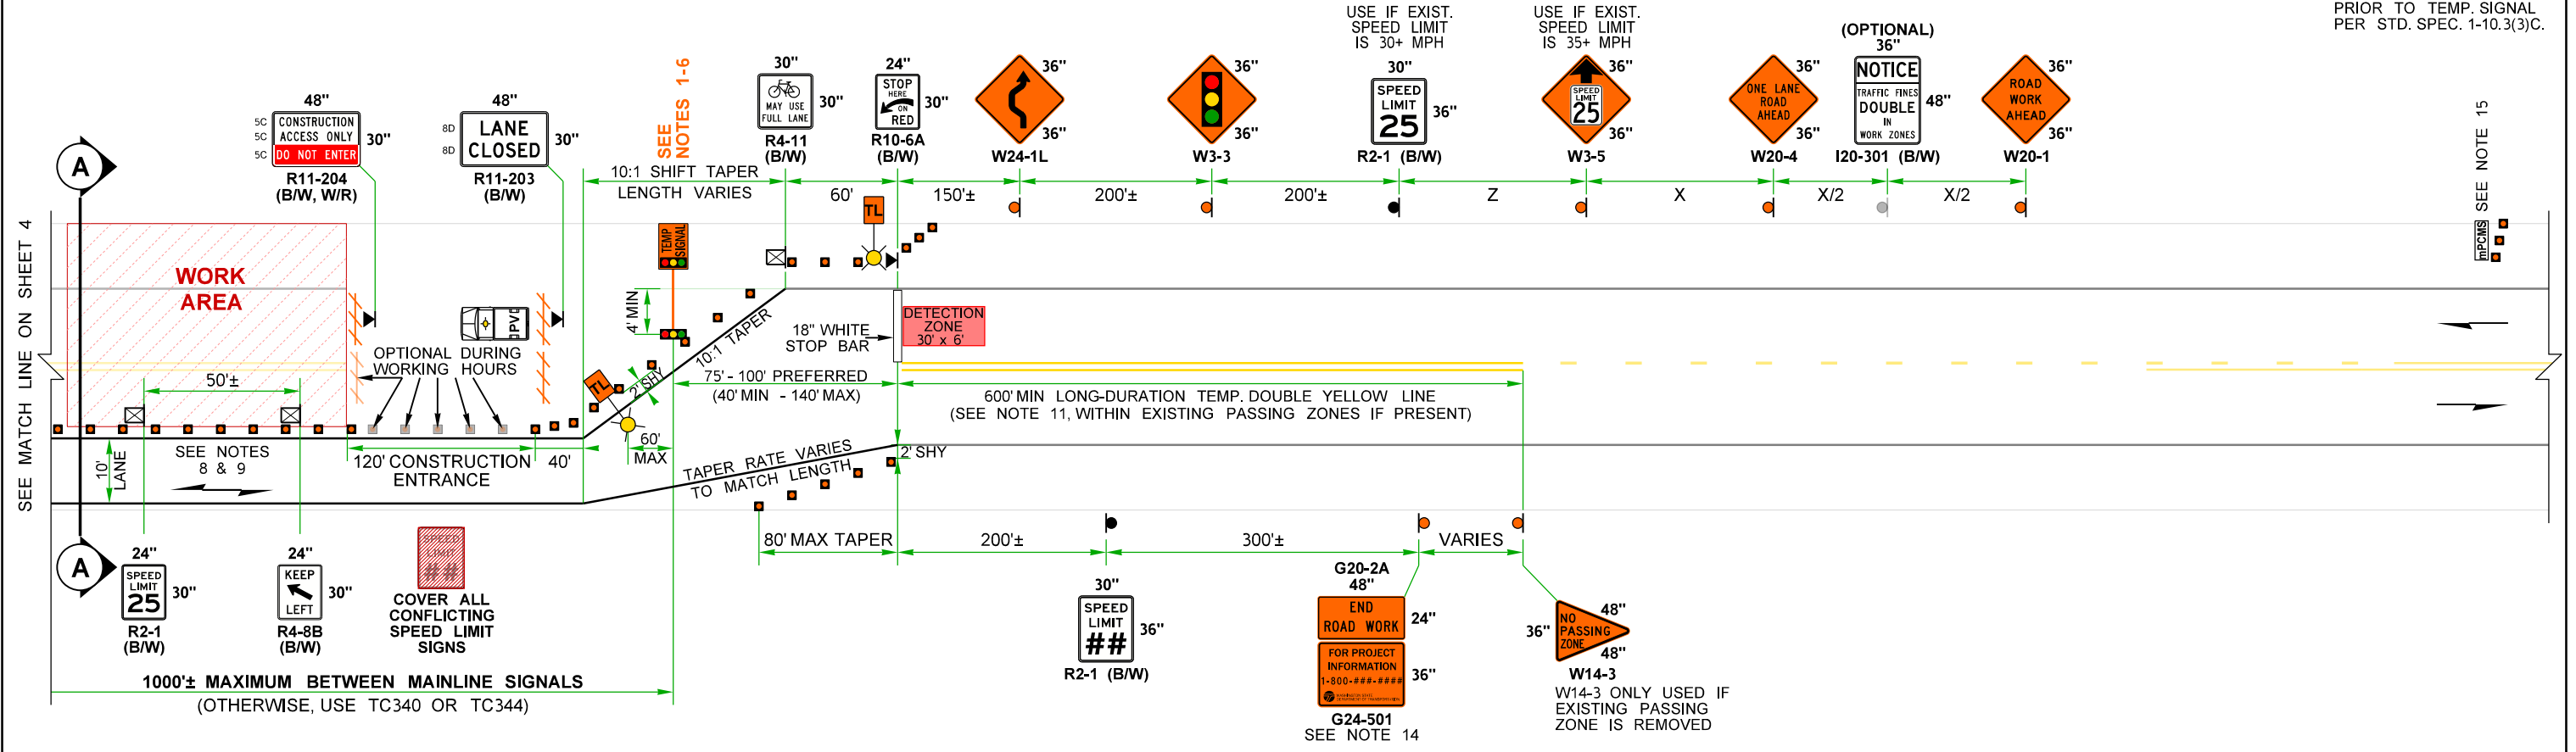 USE IF EXIST.
SPEED LIMIT
IS 30+ MPH
USE IF EXIST.
SPEED LIMIT
IS 35+ MPH
PRIOR TO TEMP. SIGNAL
PER STD. SPEC. 1-10.3(3)C.
(OPTIONAL)
48"
5C CONSTRUCTION
5C ACCESS ONLY
5C DO NOT ENTER
30"
R11-204
(B/W, W/R)
48"
8D LANE
8D CLOSED
30"
R11-203
(B/W)
SEE
NOTES 1-6
30"
MAY USE
FULL LANE
30"
R4-11
(B/W)
24"
STOP
HERE
ON
RED
30"
R10-6A
(B/W)
36"
36"
W24-1L
36"
36"
W3-3
30"
SPEED
LIMIT
25
36"
R2-1 (B/W)
36"
SPEED
LIMIT
25
36"
W3-5
36"
ONE LANE
ROAD
AHEAD
36"
W20-4
36"
NOTICE
TRAFFIC FINES
DOUBLE
IN
WORK ZONES
48"
I20-301 (B/W)
36"
ROAD
WORK
AHEAD
36"
W20-1
SEE NOTE 15
mPCMS
A
10:1 SHIFT TAPER
LENGTH VARIES
60'
150'±
200'±
200'±
Z
X
X/2
X/2
SEE MATCH LINE ON SHEET 4
WORK
AREA
TEMP
SIGNAL
TL
4' MIN
PV
10:1 TAPER
18" WHITE
STOP BAR
DETECTION
ZONE
30' x 6'
OPTIONAL DURING
WORKING HOURS
50'±
TL
2' SHY
75' - 100' PREFERRED
(40' MIN - 140' MAX)
600' MIN LONG-DURATION TEMP. DOUBLE YELLOW LINE
(SEE NOTE 11, WITHIN EXISTING PASSING ZONES IF PRESENT)
10'
LANE
SEE NOTES
8 & 9
120' CONSTRUCTION
ENTRANCE
40'
60'
MAX
TAPER RATE VARIES
TO MATCH LENGTH
2' SHY
80' MAX TAPER
200'±
300'±
VARIES
A
24"
SPEED
LIMIT
25
30"
R2-1
(B/W)
24"
KEEP
LEFT
30"
R4-8B
(B/W)
SPEED
LIMIT
##
COVER ALL
CONFLICTING
SPEED LIMIT
SIGNS
30"
SPEED
LIMIT
##
36"
R2-1 (B/W)
G20-2A
48"
END
ROAD WORK
24"
FOR PROJECT
INFORMATION
1-800-###-####
36"
G24-501
SEE NOTE 14
48"
36"
NO
PASSING
ZONE
48"
W14-3
W14-3 ONLY USED IF
EXISTING PASSING
ZONE IS REMOVED
1000'± MAXIMUM BETWEEN MAINLINE SIGNALS
(OTHERWISE, USE TC340 OR TC344)